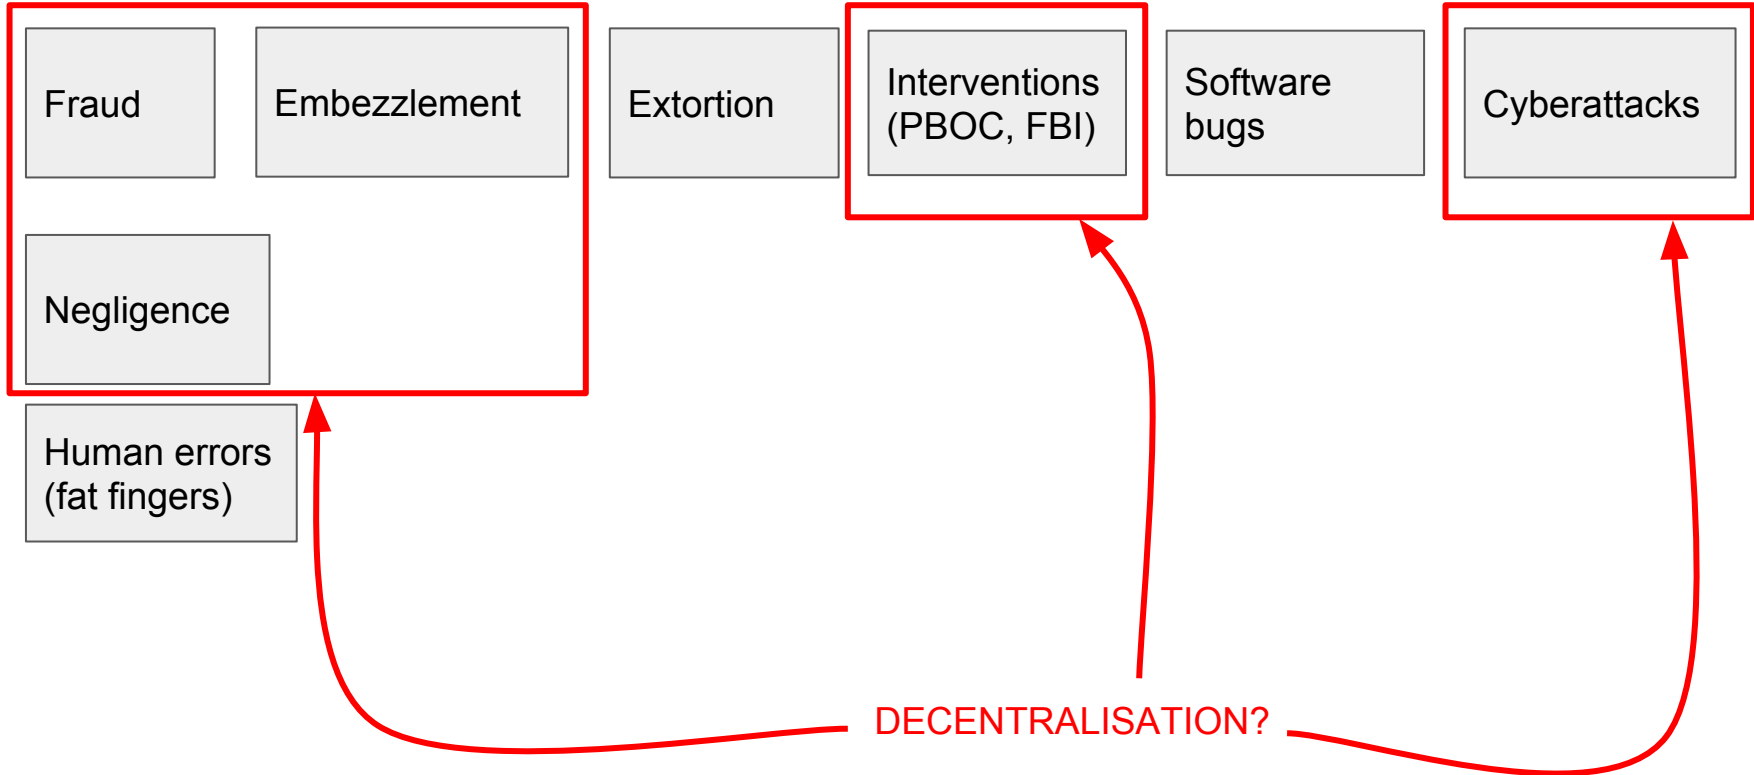 Fraud
Embezzlement
Extortion
Interventions
(PBOC, FBI)
Software
bugs
Cyberattacks
Negligence
Human errors
(fat fingers)
DECENTRALISATION?